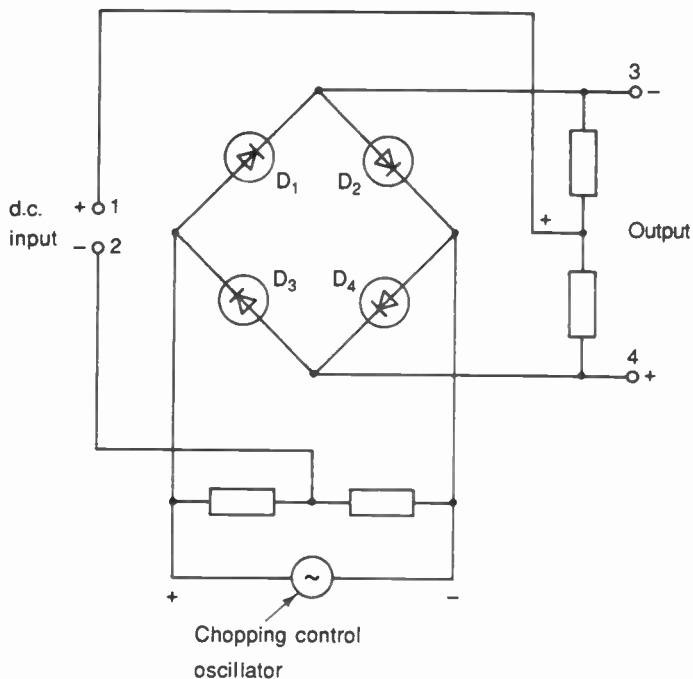 3
−
D₁
D₂
+ 1
d.c.
input
− 2
+
Output
D₃
D₄
4
+
~
+
−
Chopping control
oscillator